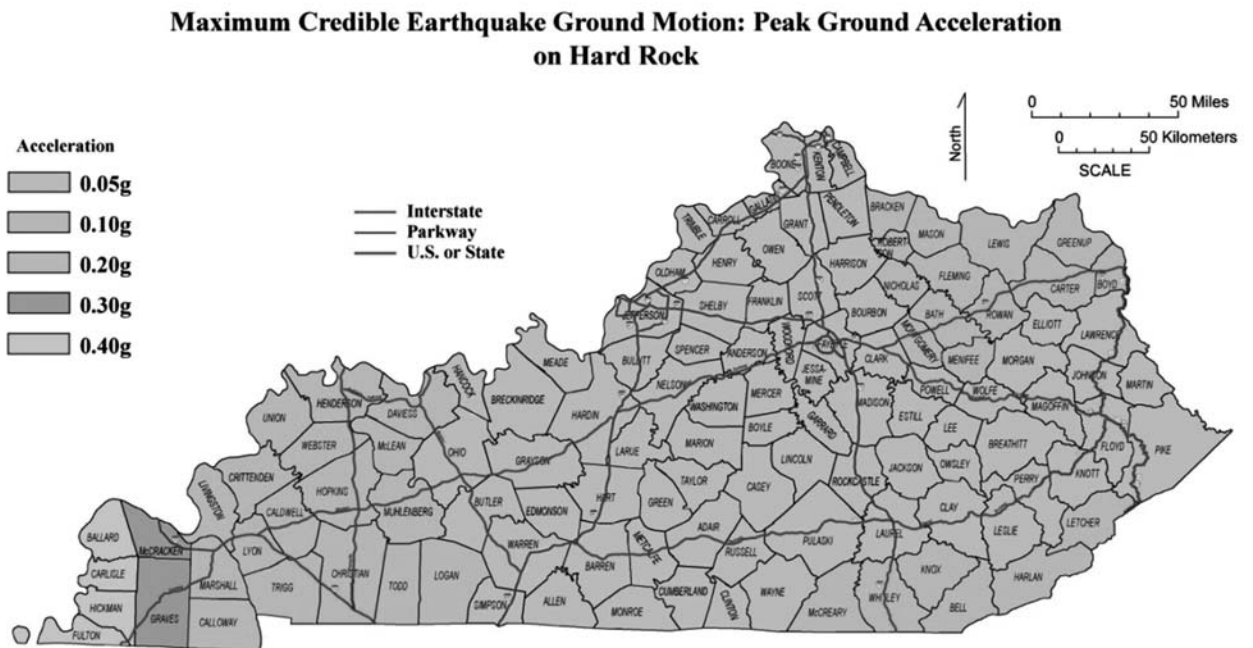 Maximum Credible Earthquake Ground Motion: Peak Ground Acceleration
on Hard Rock
North
0 50 Miles
0 50 Kilometers
SCALE
Acceleration
0.05g
0.10g
0.20g
0.30g
0.40g
Interstate
Parkway
U.S. or State
BOONE
KENTON
CAMPBELL
GALLATIN
CARROLL
TRIMBLE
GRANT
PENDLETON
BRACKEN
MASON
LEWIS
GREENUP
OWEN
ROBERT-
SON
HENRY
HARRISON
OLDHAM
FLEMING
NICHOLAS
CARTER
BOYD
SHELBY
FRANKLIN
SCOTT
JEFFERSON
BOURBON
BATH
ROWAN
ELLIOTT
LAWRENCE
WOODFORD
MONTGOMERY
MEADE
BULLITT
SPENCER
ANDERSON
CLARK
MENIFEE
MORGAN
HANCOCK
JESSA-
MINE
JOHNSON
MARTIN
NELSON
BRECKINRIDGE
MERCER
MADISON
POWELL
WOLFE
HENDERSON
DAVIESS
HARDIN
WASHINGTON
GARRARD
ESTILL
MAGOFFIN
UNION
LEE
BOYLE
WEBSTER
McLEAN
OHIO
LARUE
MARION
BREATHITT
FLOYD
PIKE
GRAYSON
LINCOLN
JACKSON
OWSLEY
CRITTENDEN
TAYLOR
CASEY
ROCKCASTLE
PERRY
KNOTT
LIVINGSTON
HOPKINS
HART
GREEN
BUTLER
CALDWELL
MUHLENBERG
EDMONSON
CLAY
LESLIE
LETCHER
ADAIR
LAUREL
BALLARD
McCRACKEN
LYON
WARREN
METCALFE
RUSSELL
PULASKI
BARREN
CARLISLE
MARSHALL
TRIGG
CHRISTIAN
TODD
LOGAN
KNOX
HARLAN
CUMBERLAND
CLINTON
WAYNE
WHITLEY
HICKMAN
SIMPSON
ALLEN
MONROE
McCREARY
BELL
GRAVES
CALLOWAY
FULTON